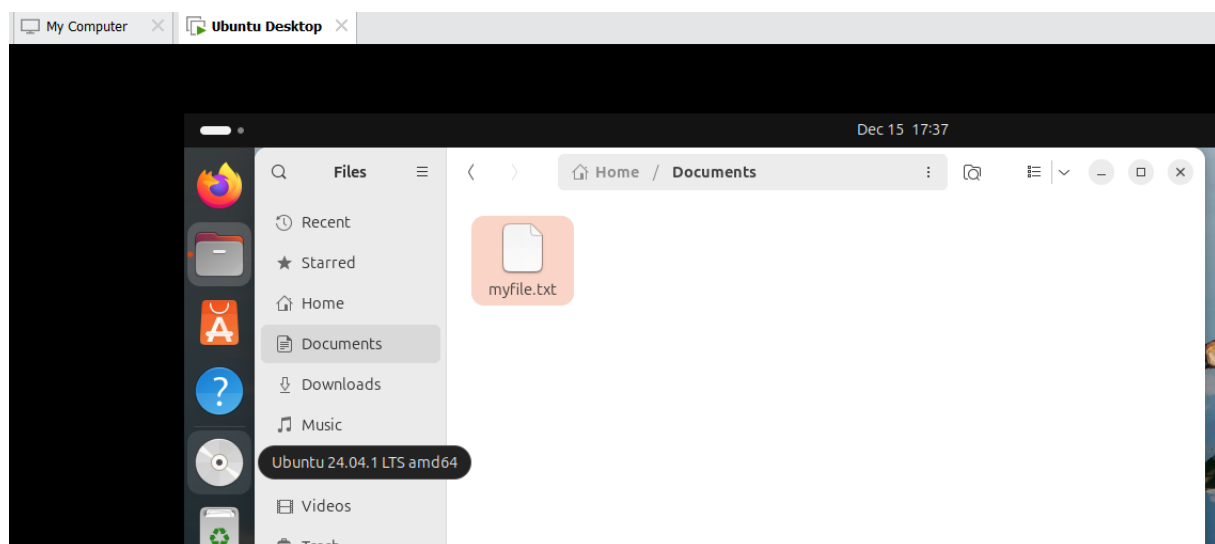 My Computer
Ubuntu Desktop
Dec 15 17:37
Files
Home / Documents
Recent
Starred
Home
Documents
Downloads
Music
Ubuntu 24.04.1 LTS amd64
Videos
myfile.txt